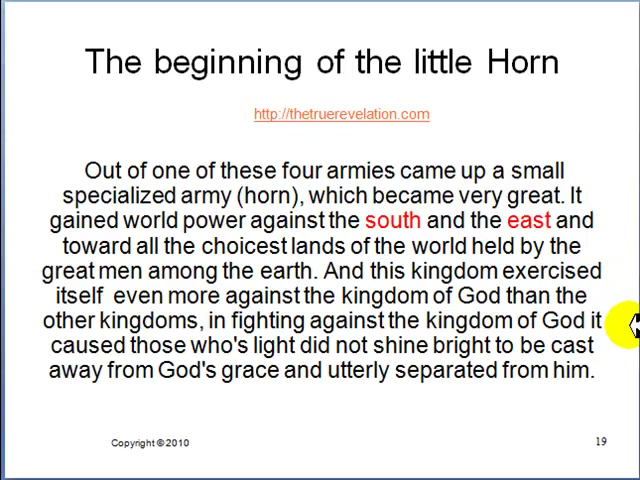 The beginning of the little Horn
http://thetruerevelation.com
Out of one of these four armies came up a small
specialized army (horn), which became very great. It
gained world power against the south and the east and
toward all the choicest lands of the world held by the
great men among the earth. And this kingdom exercised
itself even more against the kingdom of God than the
other kingdoms, in fighting against the kingdom of God it
caused those who's light did not shine bright to be cast
away from God's grace and utterly separated from him.
Copyright © 2010
19